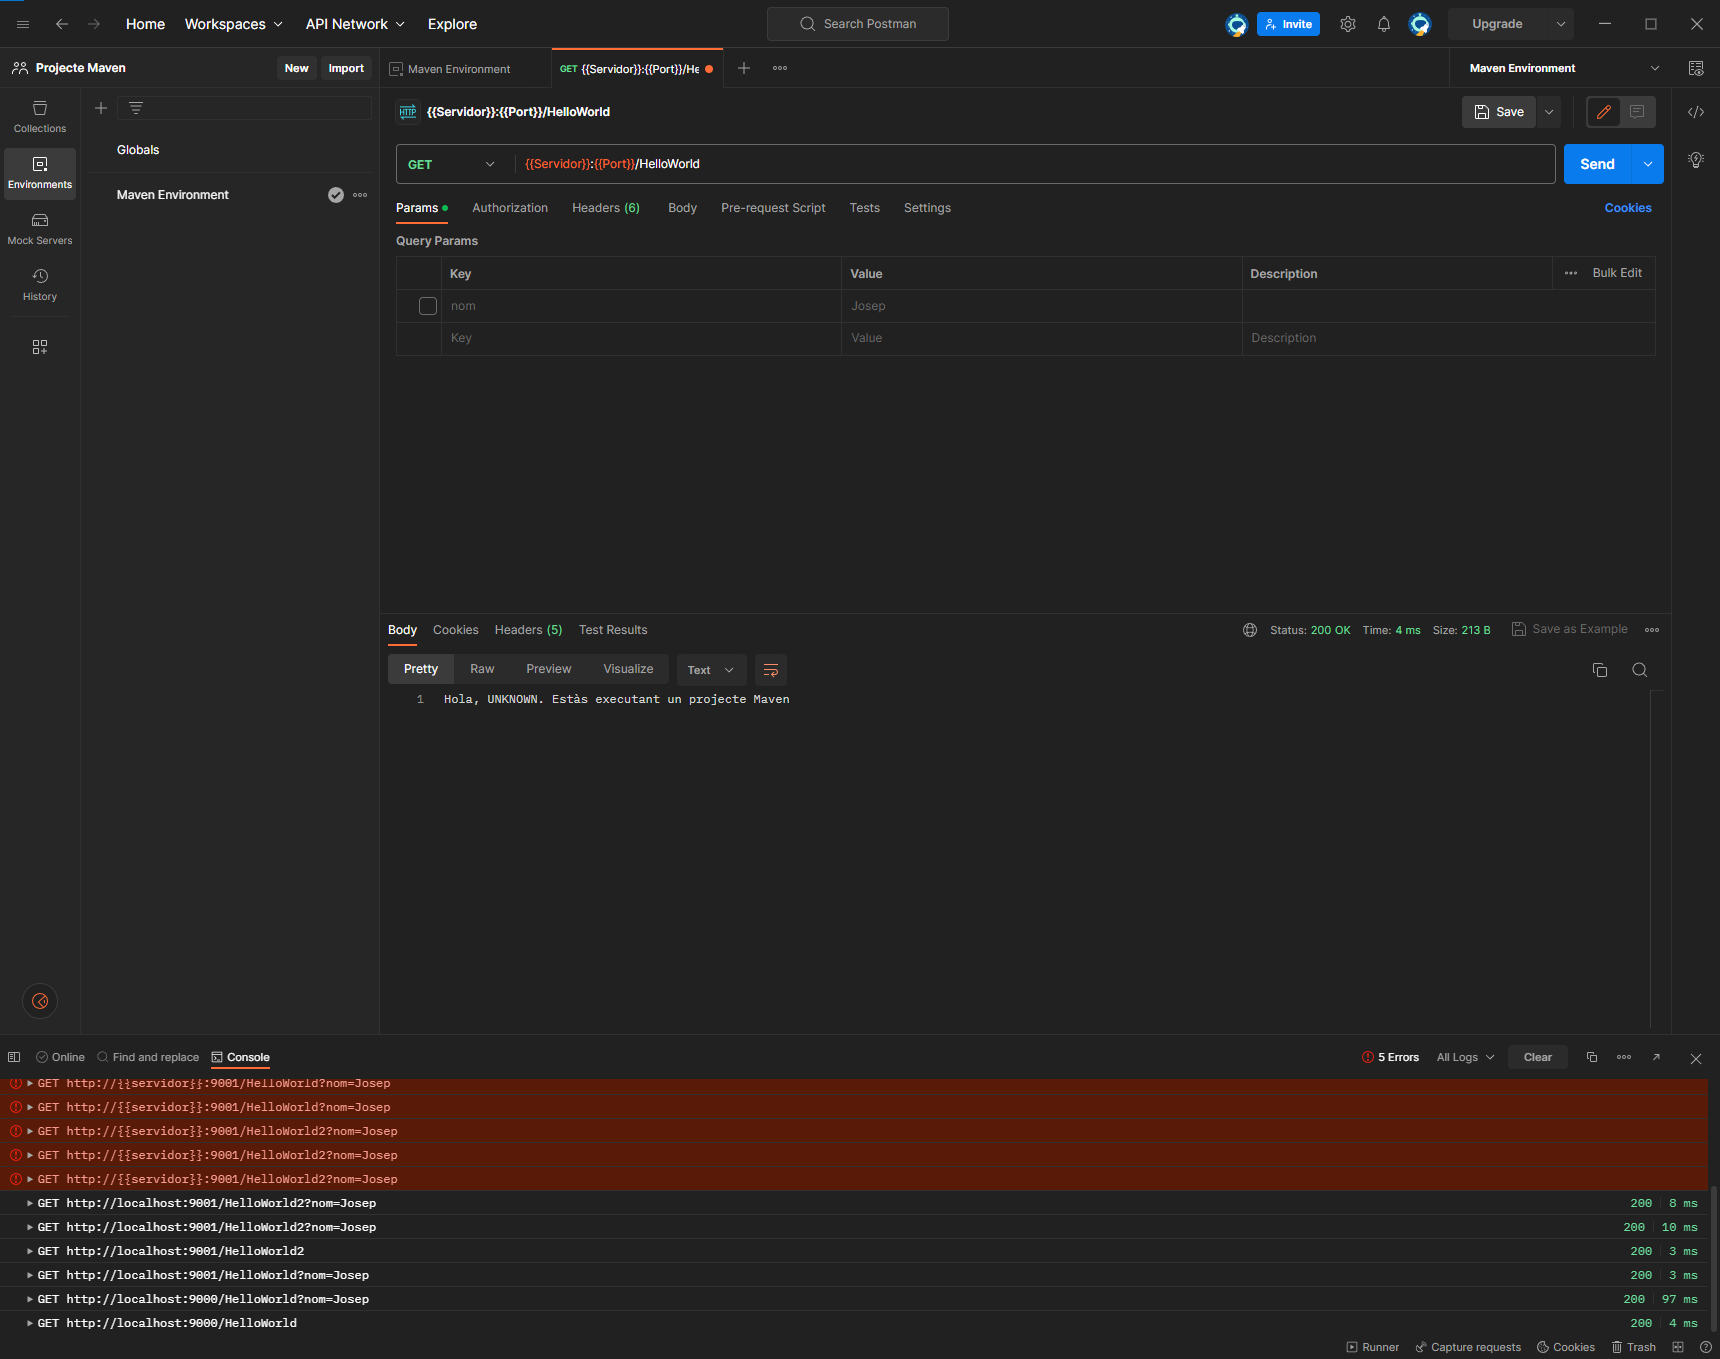 Home Workspaces API Network Explore Search Postman Invite Upgrade
Projecte Maven New Import Maven Environment GET {{Servidor}}:{{Port}}/He Maven Environment
Collections
Environments
Mock Servers
History
Globals
Maven Environment
HTTP {{Servidor}}:{{Port}}/HelloWorld Save
GET {{Servidor}}:{{Port}}/HelloWorld Send
Params Authorization Headers (6) Body Pre-request Script Tests Settings Cookies
Query Params
Key Value Description Bulk Edit
nom Josep
Key Value Description
Body Cookies Headers (5) Test Results Status: 200 OK Time: 4 ms Size: 213 B Save as Example
Pretty Raw Preview Visualize Text
1 Hola, UNKNOWN. Estàs executant un projecte Maven
Online Find and replace Console 5 Errors All Logs Clear
GET http://{{servidor}}:9001/HelloWorld?nom=Josep
GET http://{{servidor}}:9001/HelloWorld?nom=Josep
GET http://{{servidor}}:9001/HelloWorld2?nom=Josep
GET http://{{servidor}}:9001/HelloWorld2?nom=Josep
GET http://{{servidor}}:9001/HelloWorld2?nom=Josep
GET http://localhost:9001/HelloWorld2?nom=Josep 200 8 ms
GET http://localhost:9001/HelloWorld2?nom=Josep 200 10 ms
GET http://localhost:9001/HelloWorld2 200 3 ms
GET http://localhost:9001/HelloWorld?nom=Josep 200 3 ms
GET http://localhost:9000/HelloWorld?nom=Josep 200 97 ms
GET http://localhost:9000/HelloWorld 200 4 ms
Runner Capture requests Cookies Trash